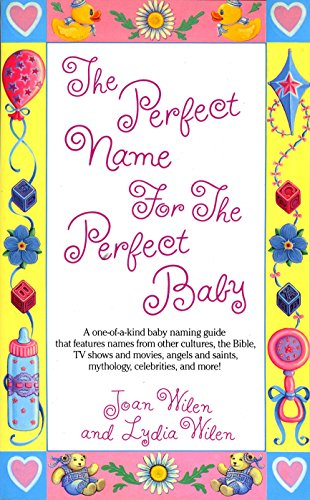 The Perfect
Name
For The
Perfect
Baby
A one-of-a-kind baby naming guide
that features names from other cultures, the Bible,
TV shows and movies, angels and saints,
mythology, celebrities, and more!
Joan Wilen
and Lydia Wilen